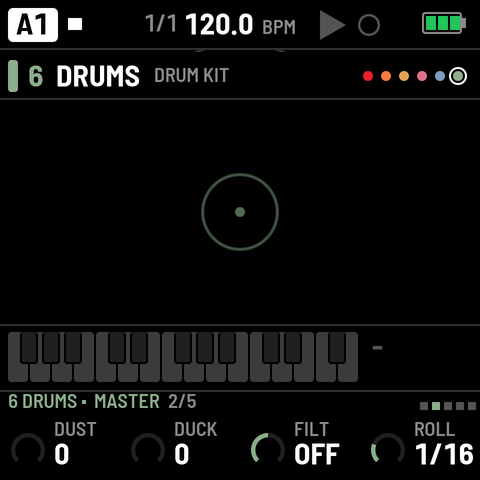 A1 1/1 120.0 BPM
6 DRUMS DRUM KIT
-
6 DRUMS · MASTER 2/5
DUST DUCK FILT ROLL
0 0 OFF 1/16